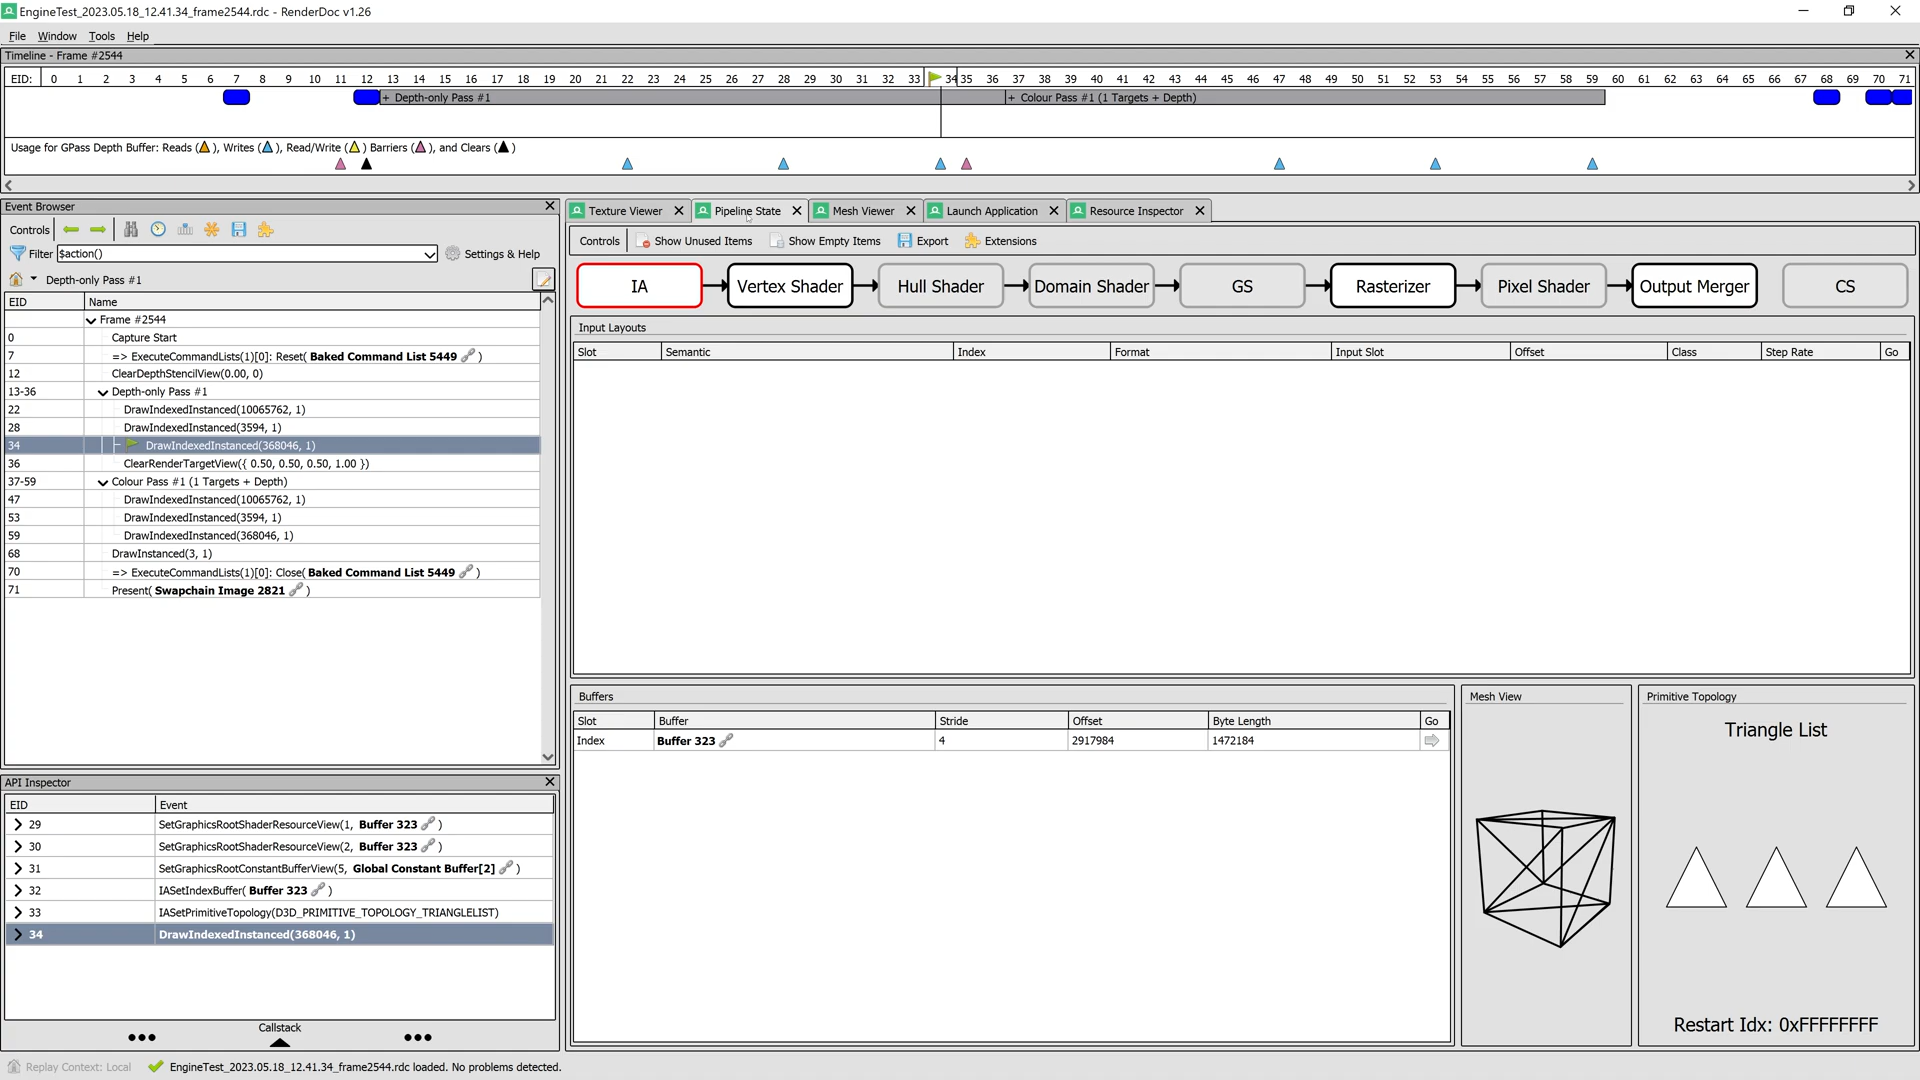 EngineTest_2023.05.18_12.41.34_frame2544.rdc - RenderDoc v1.26
File Window Tools Help
Timeline - Frame #2544
EID: 0 1 2 3 4 5 6 7 8 9 10 11 12 13 14 15 16 17 18 19 20 21 22 23 24 25 26 27 28 29 30 31 32 33 34 35 36 37 38 39 40 41 42 43 44 45 46 47 48 49 50 51 52 53 54 55 56 57 58 59 60 61 62 63 64 65 66 67 68 69 70 71
+ Depth-only Pass #1
+ Colour Pass #1 (1 Targets + Depth)
Usage for GPass Depth Buffer: Reads ( ), Writes ( ), Read/Write ( ) Barriers ( ), and Clears ( )
Event Browser
Controls
Filter $action() Settings & Help
Depth-only Pass #1
EID Name
Frame #2544
0 Capture Start
7 => ExecuteCommandLists(1)[0]: Reset( Baked Command List 5449 )
12 ClearDepthStencilView(0.00, 0)
13-36 Depth-only Pass #1
22 DrawIndexedInstanced(10065762, 1)
28 DrawIndexedInstanced(3594, 1)
34 DrawIndexedInstanced(368046, 1)
36 ClearRenderTargetView({ 0.50, 0.50, 0.50, 1.00 })
37-59 Colour Pass #1 (1 Targets + Depth)
47 DrawIndexedInstanced(10065762, 1)
53 DrawIndexedInstanced(3594, 1)
59 DrawIndexedInstanced(368046, 1)
68 DrawInstanced(3, 1)
70 => ExecuteCommandLists(1)[0]: Close( Baked Command List 5449 )
71 Present( Swapchain Image 2821 )
API Inspector
EID Event
29 SetGraphicsRootShaderResourceView(1, Buffer 323 )
30 SetGraphicsRootShaderResourceView(2, Buffer 323 )
31 SetGraphicsRootConstantBufferView(5, Global Constant Buffer[2] )
32 IASetIndexBuffer( Buffer 323 )
33 IASetPrimitiveTopology(D3D_PRIMITIVE_TOPOLOGY_TRIANGLELIST)
34 DrawIndexedInstanced(368046, 1)
Callstack
Texture Viewer Pipeline State Mesh Viewer Launch Application Resource Inspector
Controls Show Unused Items Show Empty Items Export Extensions
IA Vertex Shader Hull Shader Domain Shader GS Rasterizer Pixel Shader Output Merger CS
Input Layouts
Slot Semantic Index Format Input Slot Offset Class Step Rate Go
Buffers
Slot Buffer Stride Offset Byte Length Go
Index Buffer 323 4 2917984 1472184
Mesh View
Primitive Topology
Triangle List
Restart Idx: 0xFFFFFFFF
Replay Context: Local EngineTest_2023.05.18_12.41.34_frame2544.rdc loaded. No problems detected.